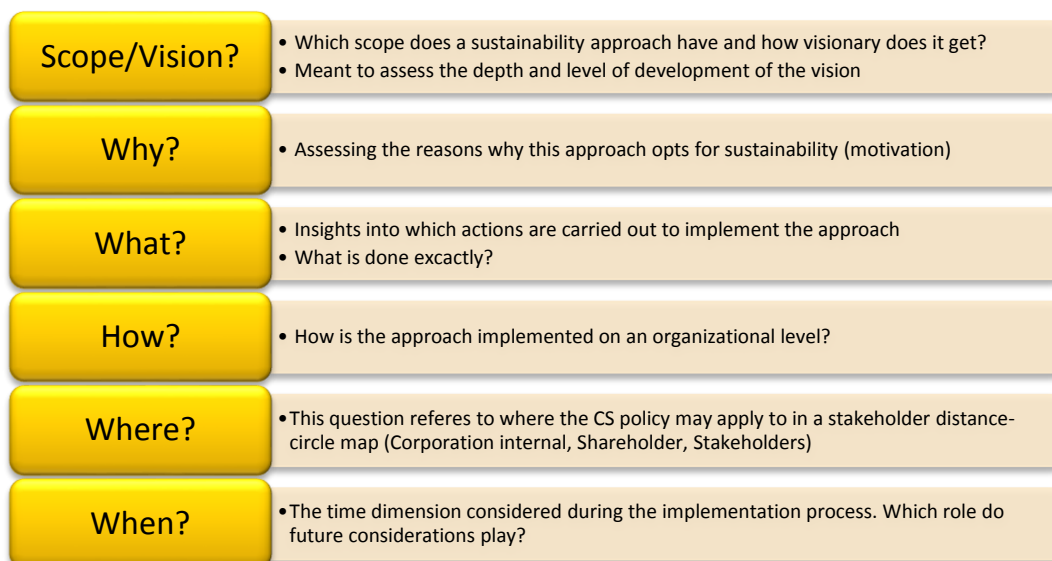 Scope/Vision?
• Which scope does a sustainability approach have and how visionary does it get?
• Meant to assess the depth and level of development of the vision
Why?
• Assessing the reasons why this approach opts for sustainability (motivation)
What?
• Insights into which actions are carried out to implement the approach
• What is done excactly?
How?
• How is the approach implemented on an organizational level?
Where?
•This question referes to where the CS policy may apply to in a stakeholder distance-
circle map (Corporation internal, Shareholder, Stakeholders)
When?
•The time dimension considered during the implementation process. Which role do
future considerations play?